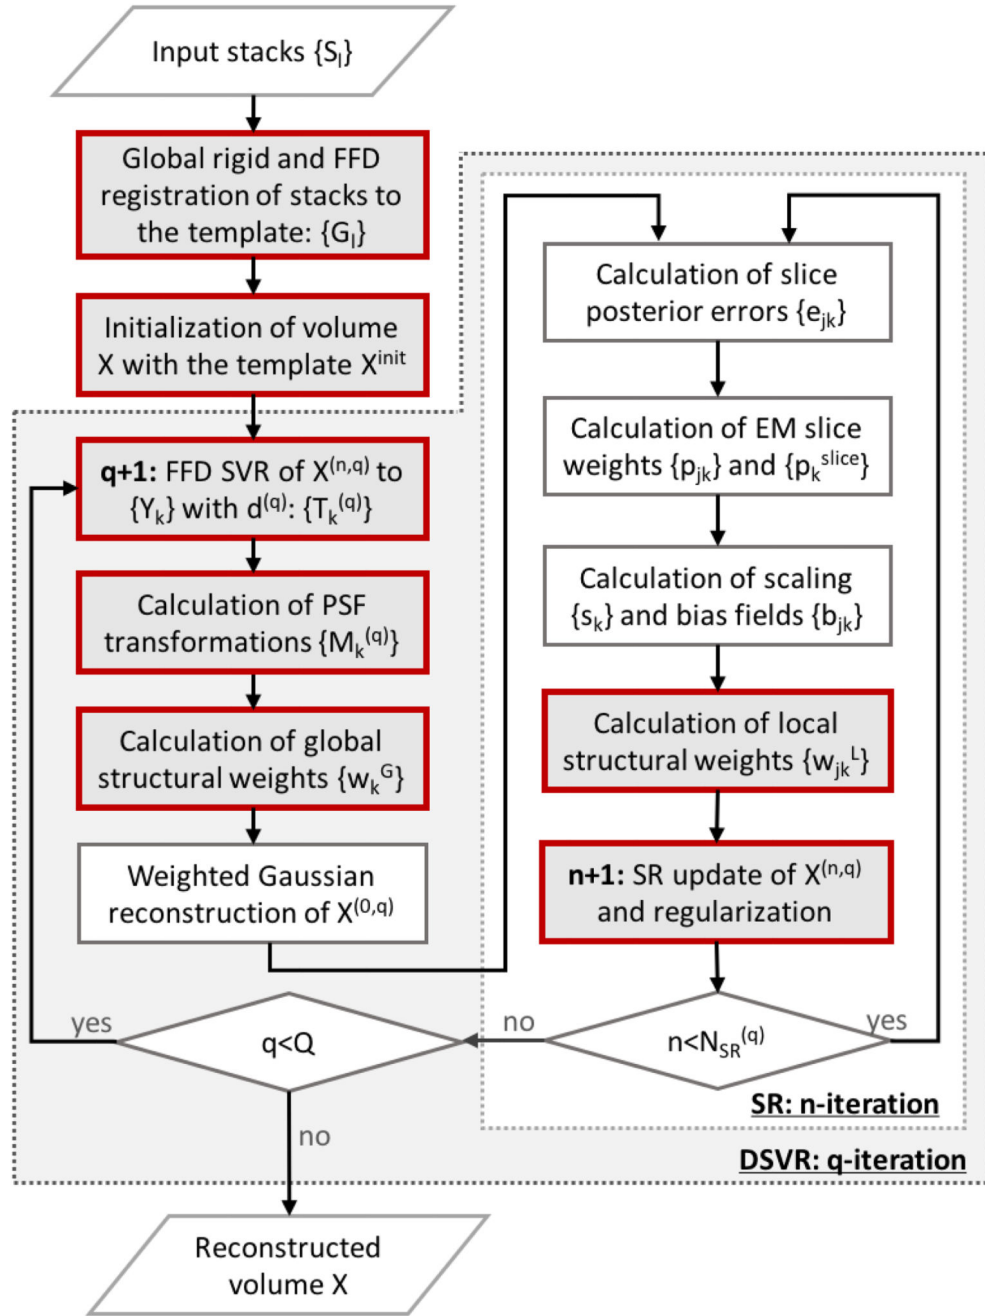 Input stacks {S_l}
Global rigid and FFD
registration of stacks to
the template: {G_l}
Initialization of volume
X with the template X^init
q+1: FFD SVR of X^(n,q) to
{Y_k} with d^(q): {T_k^(q)}
Calculation of PSF
transformations {M_k^(q)}
Calculation of global
structural weights {w_k^G}
Weighted Gaussian
reconstruction of X^(0,q)
Calculation of slice
posterior errors {e_jk}
Calculation of EM slice
weights {p_jk} and {p_k^slice}
Calculation of scaling
{s_k} and bias fields {b_jk}
Calculation of local
structural weights {w_jk^L}
n+1: SR update of X^(n,q)
and regularization
n<N_SR^(q)
yes
no
SR: n-iteration
q<Q
yes
no
DSVR: q-iteration
Reconstructed
volume X